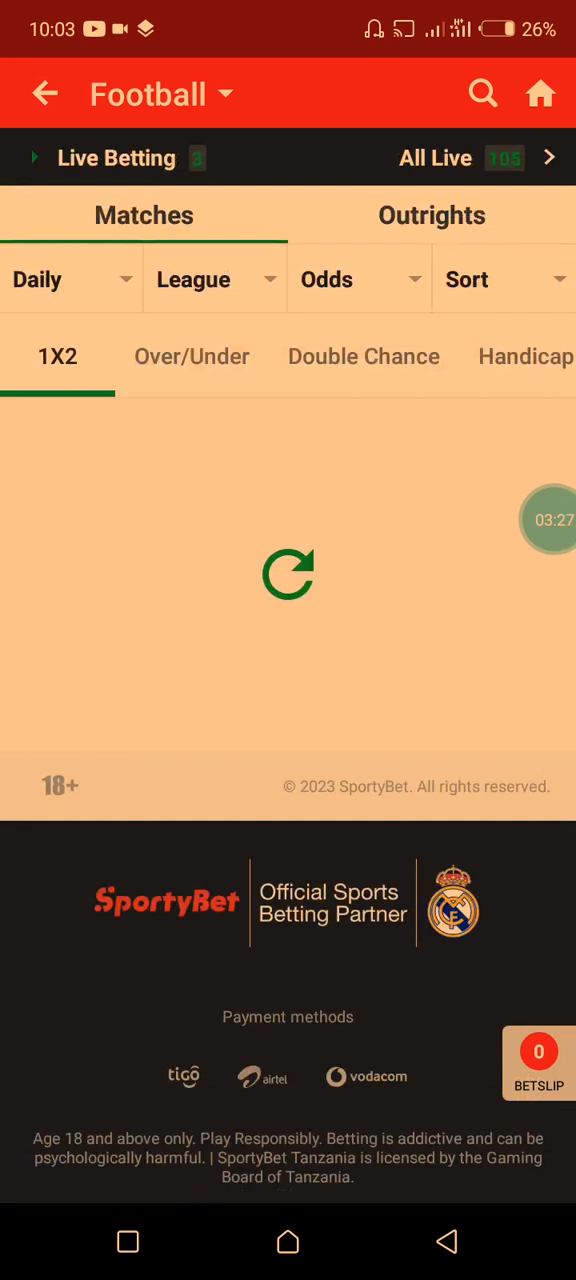 10:03 26%
Football
Live Betting 3 All Live 105
Matches Outrights
Daily League Odds Sort
1X2 Over/Under Double Chance Handicap
03:27
18+ © 2023 SportyBet. All rights reserved.
SportyBet Official Sports
Betting Partner
Payment methods
tigo airtel vodacom
0
BETSLIP
Age 18 and above only. Play Responsibly. Betting is addictive and can be
psychologically harmful. | SportyBet Tanzania is licensed by the Gaming
Board of Tanzania.